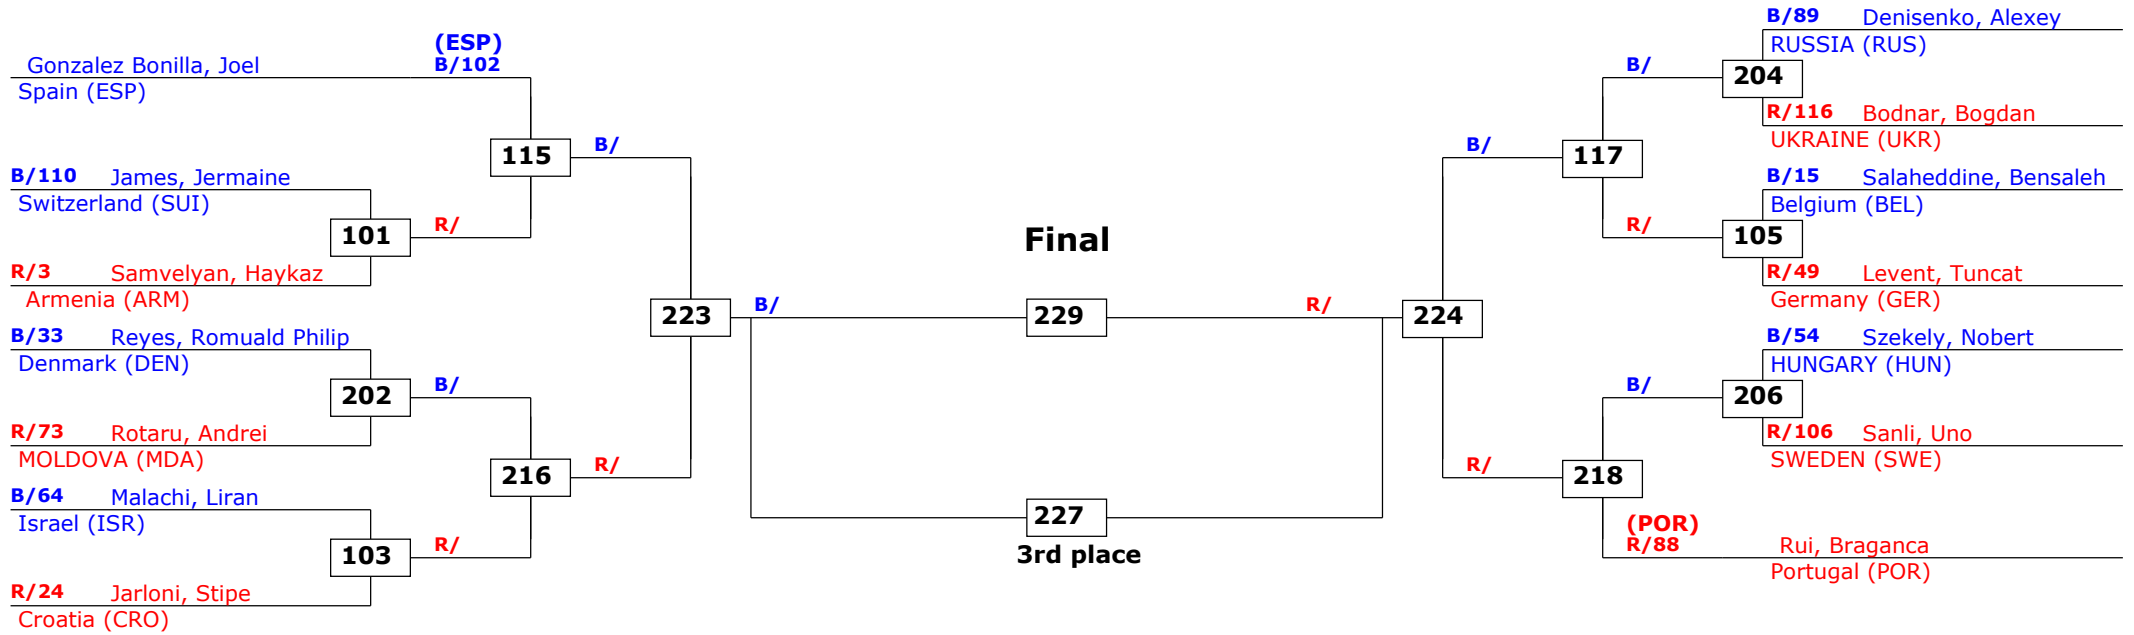 (ESP)
Gonzalez Bonilla, Joel B/102
Spain (ESP)
115 B/
B/110 James, Jermaine
Switzerland (SUI)
101 R/
R/3 Samvelyan, Haykaz
Armenia (ARM)
223 B/
B/33 Reyes, Romuald Philip
Denmark (DEN)
202 B/
R/73 Rotaru, Andrei
MOLDOVA (MDA)
216 R/
B/64 Malachi, Liran
Israel (ISR)
103 R/
R/24 Jarloni, Stipe
Croatia (CRO)
Final
229
227
3rd place
B/89 Denisenko, Alexey
RUSSIA (RUS)
B/ 204
R/116 Bodnar, Bogdan
UKRAINE (UKR)
B/ 117
B/15 Salaheddine, Bensaleh
Belgium (BEL)
R/ 105
R/49 Levent, Tuncat
Germany (GER)
R/ 224
B/54 Szekely, Nobert
HUNGARY (HUN)
B/ 206
R/106 Sanli, Uno
SWEDEN (SWE)
R/ 218
(POR)
R/88 Rui, Braganca
Portugal (POR)